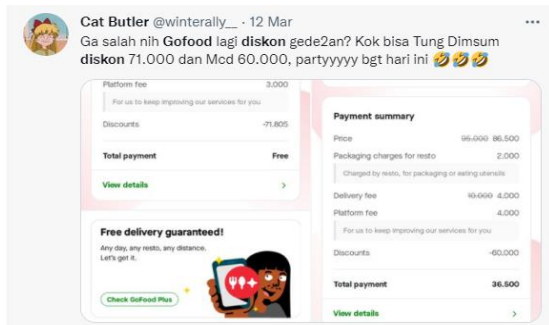 Cat Butler @winterally__ · 12 Mar
Ga salah nih Gofood lagi diskon gede2an? Kok bisa Tung Dimsum
diskon 71.000 dan Mcd 60.000, partyyyyy bgt hari ini 🤣🤣🤣
Platform fee 3.000
For us to keep improving our services for you
Discounts -71.805
Total payment Free
View details
Free delivery guaranteed!
Any day, any resto, any distance.
Let's get it.
Check GoFood Plus
Payment summary
Price 96.000 86.500
Packaging charges for resto 2.000
Charged by resto, for packaging or eating utensils
Delivery fee 10.000 4.000
Platform fee 4.000
For us to keep improving our services for you
Discounts -60.000
Total payment 36.500
View details